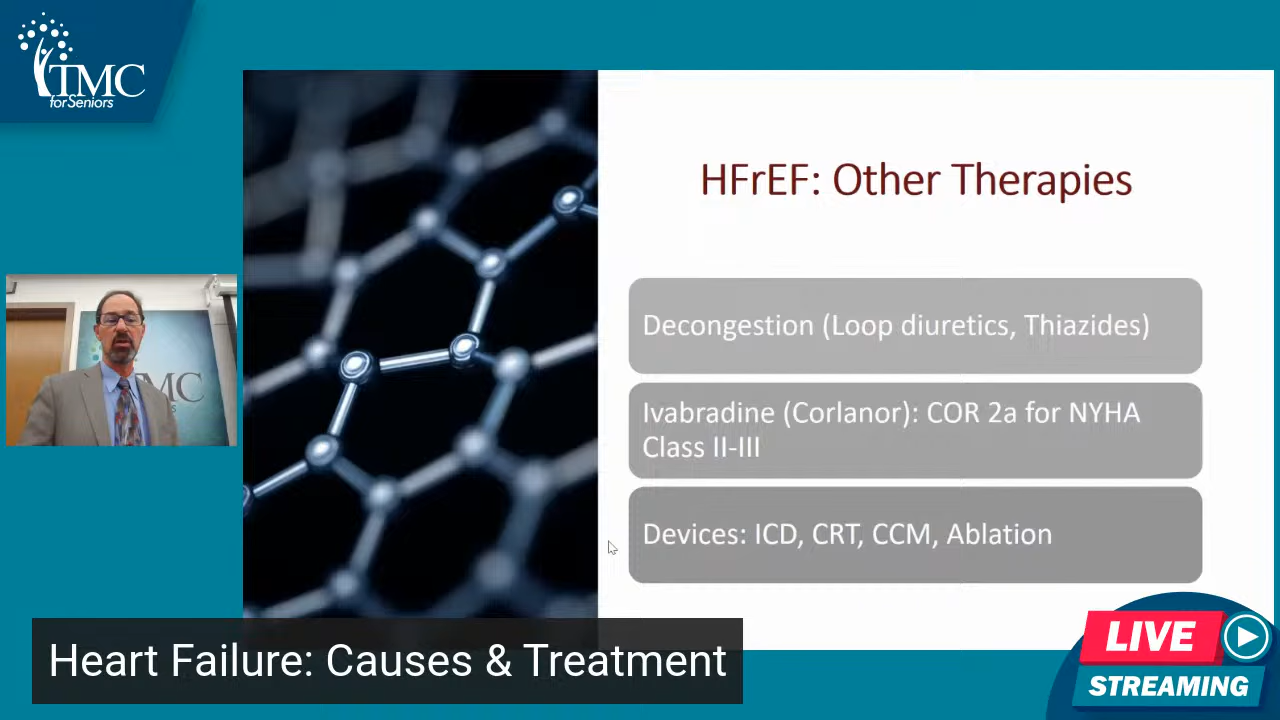 TMC
for Seniors
HFrEF: Other Therapies
Decongestion (Loop diuretics, Thiazides)
Ivabradine (Corlanor): COR 2a for NYHA
Class II-III
Devices: ICD, CRT, CCM, Ablation
MC
Heart Failure: Causes & Treatment
LIVE
STREAMING